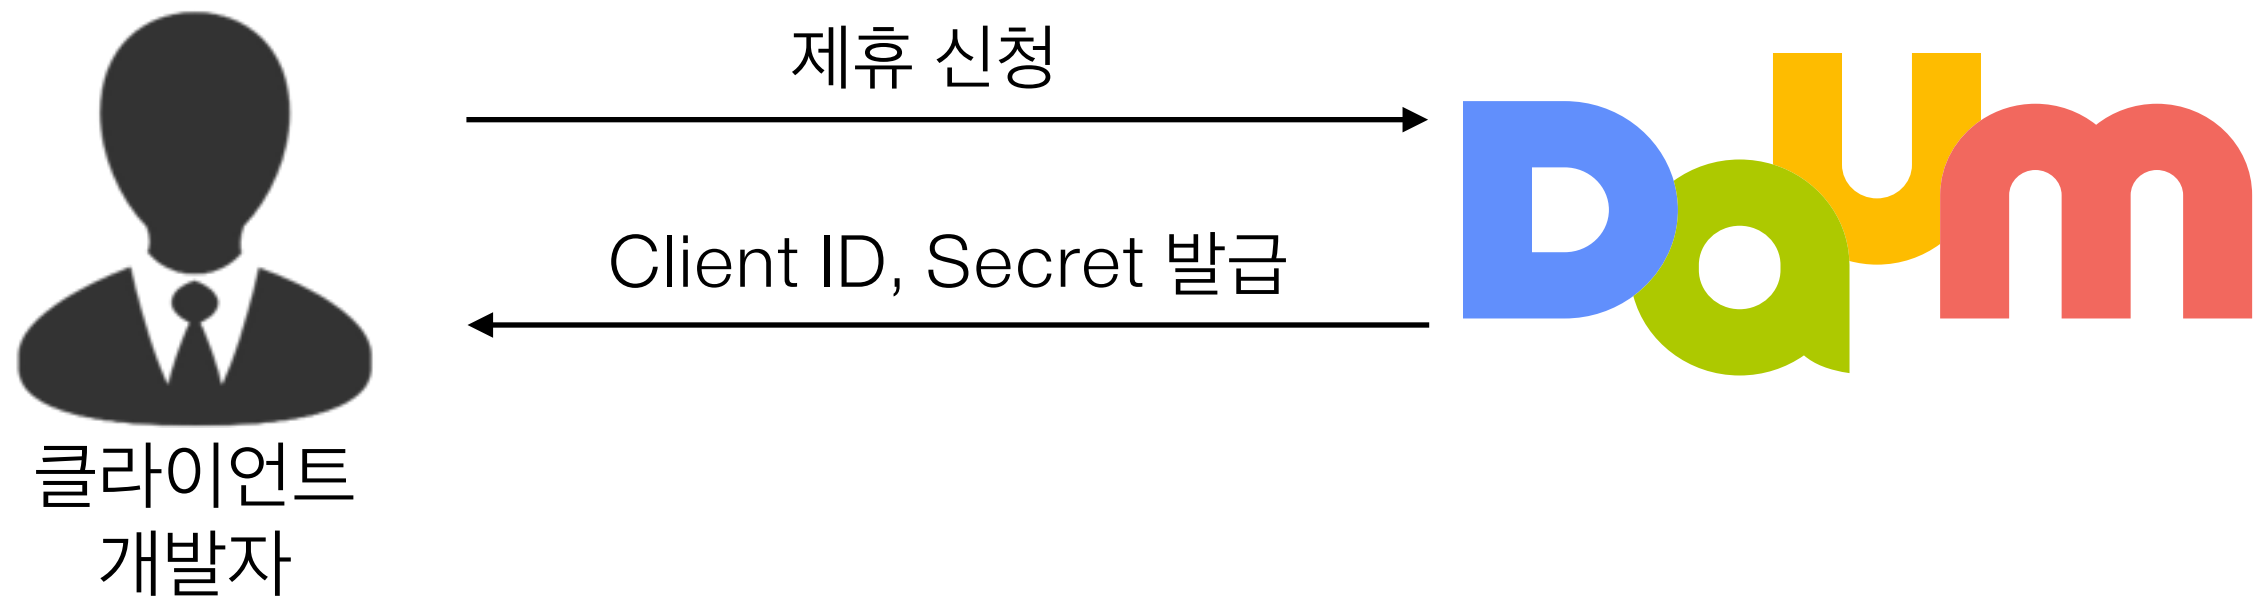 제휴 신청
Daum
Client ID, Secret 발급
클라이언트
개발자